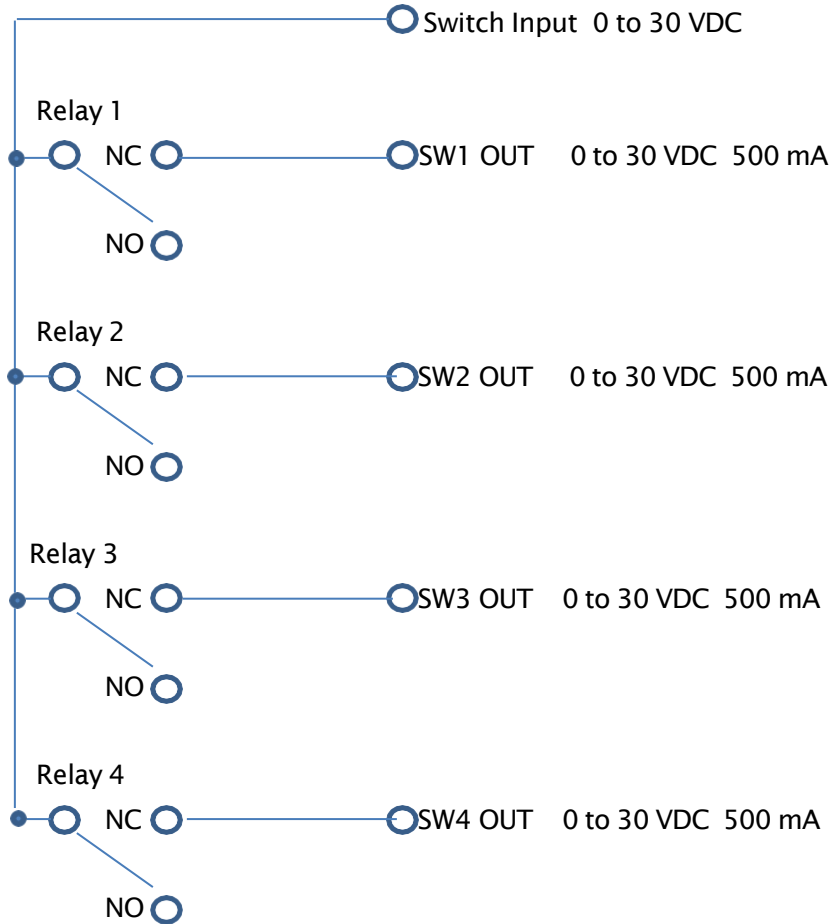 Switch Input 0 to 30 VDC
Relay 1
NC SW1 OUT 0 to 30 VDC 500 mA
NO
Relay 2
NC SW2 OUT 0 to 30 VDC 500 mA
NO
Relay 3
NC SW3 OUT 0 to 30 VDC 500 mA
NO
Relay 4
NC SW4 OUT 0 to 30 VDC 500 mA
NO